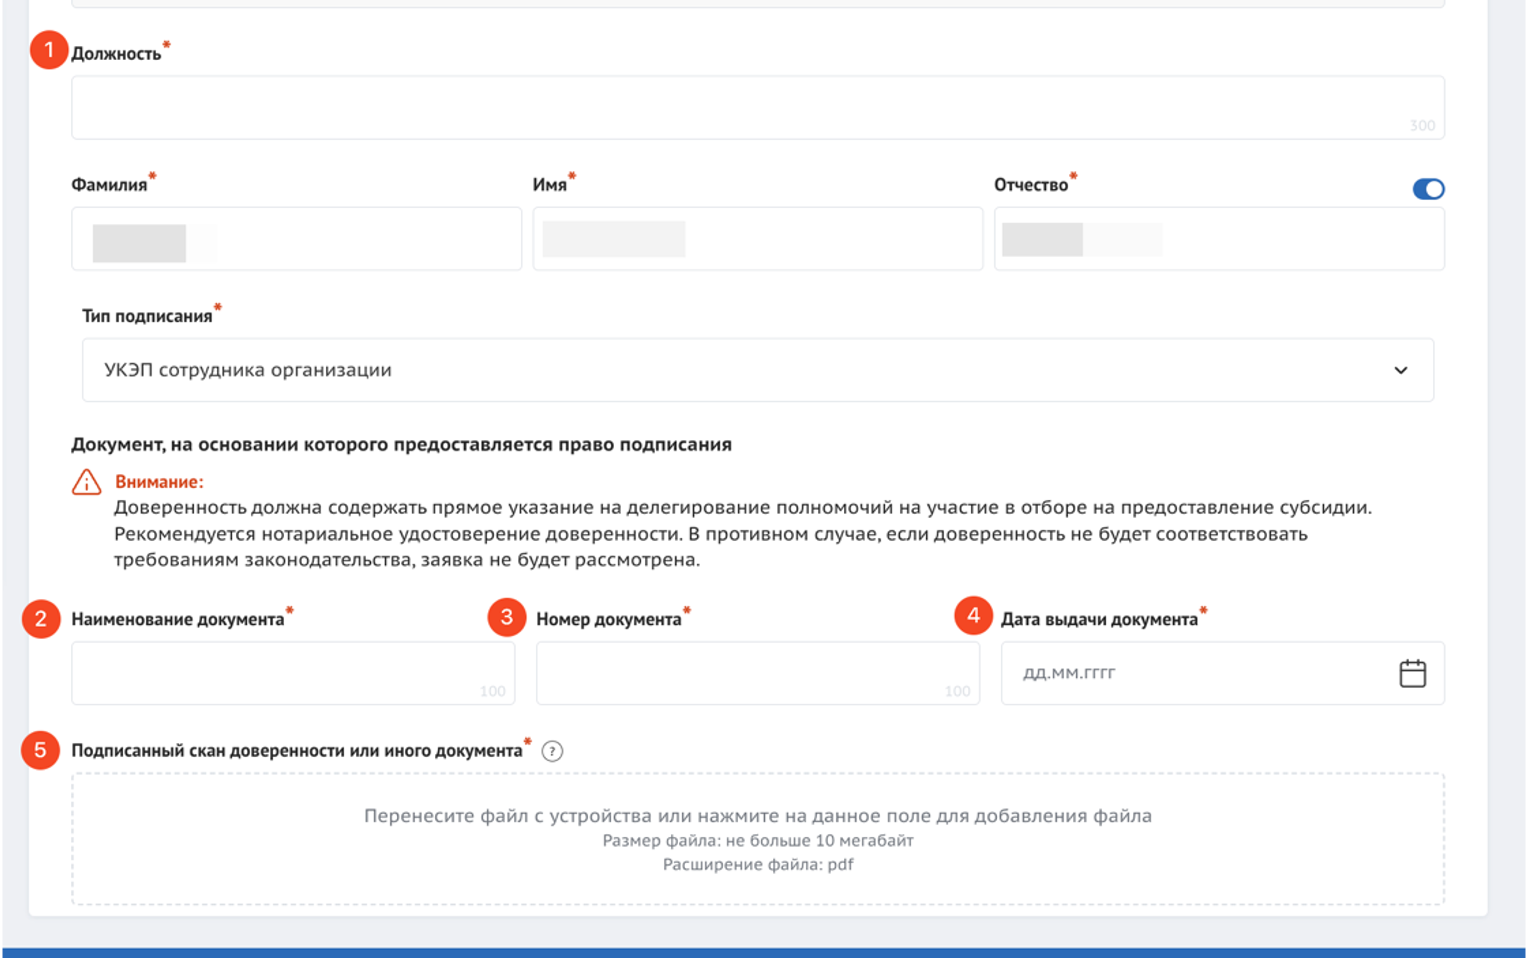 1 Должность*
300
Фамилия* Имя* Отчество*
Тип подписания*
УКЭП сотрудника организации
Документ, на основании которого предоставляется право подписания
Внимание:
Доверенность должна содержать прямое указание на делегирование полномочий на участие в отборе на предоставление субсидии.
Рекомендуется нотариальное удостоверение доверенности. В противном случае, если доверенность не будет соответствовать
требованиям законодательства, заявка не будет рассмотрена.
2 Наименование документа* 3 Номер документа* 4 Дата выдачи документа*
дд.мм.гггг
100 100
5 Подписанный скан доверенности или иного документа* ?
Перенесите файл с устройства или нажмите на данное поле для добавления файла
Размер файла: не больше 10 мегабайт
Расширение файла: pdf